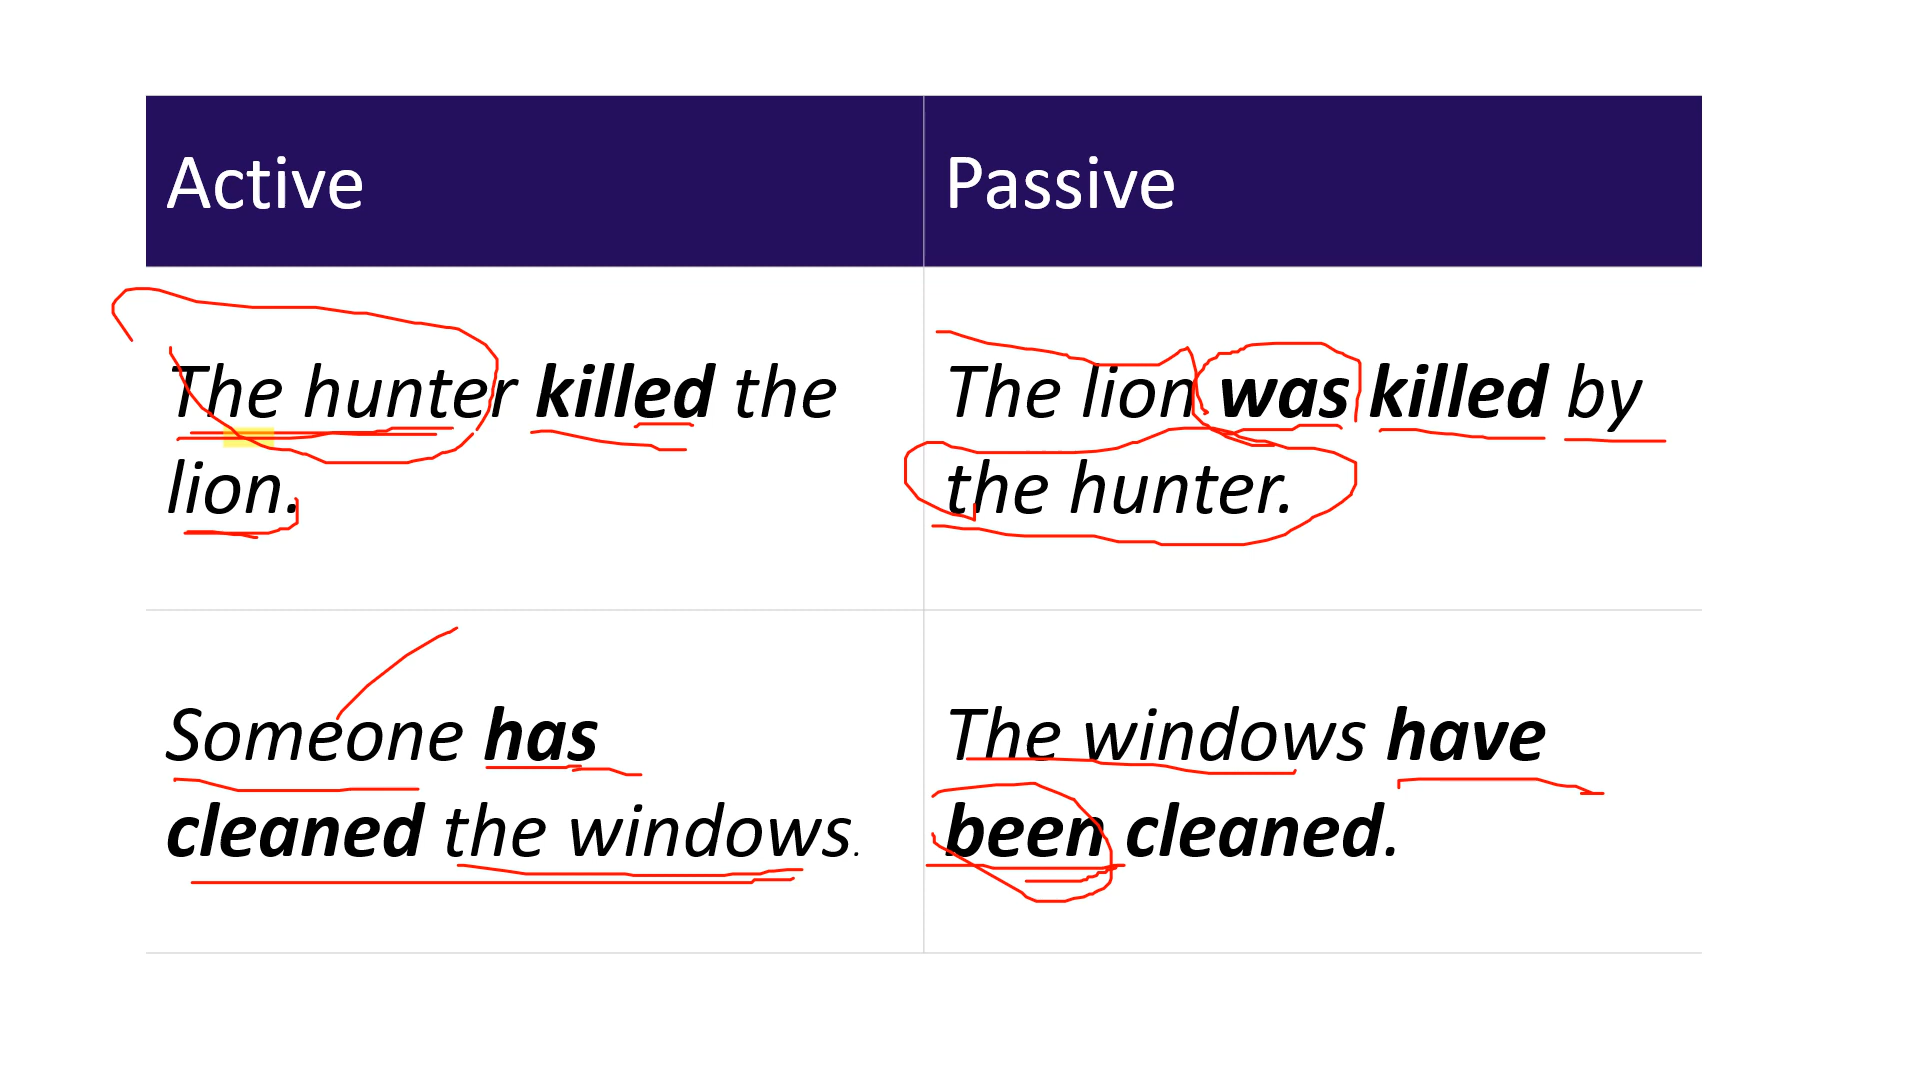 Active
Passive
The hunter killed the
lion.
The lion was killed by
the hunter.
Someone has
cleaned the windows.
The windows have
been cleaned.